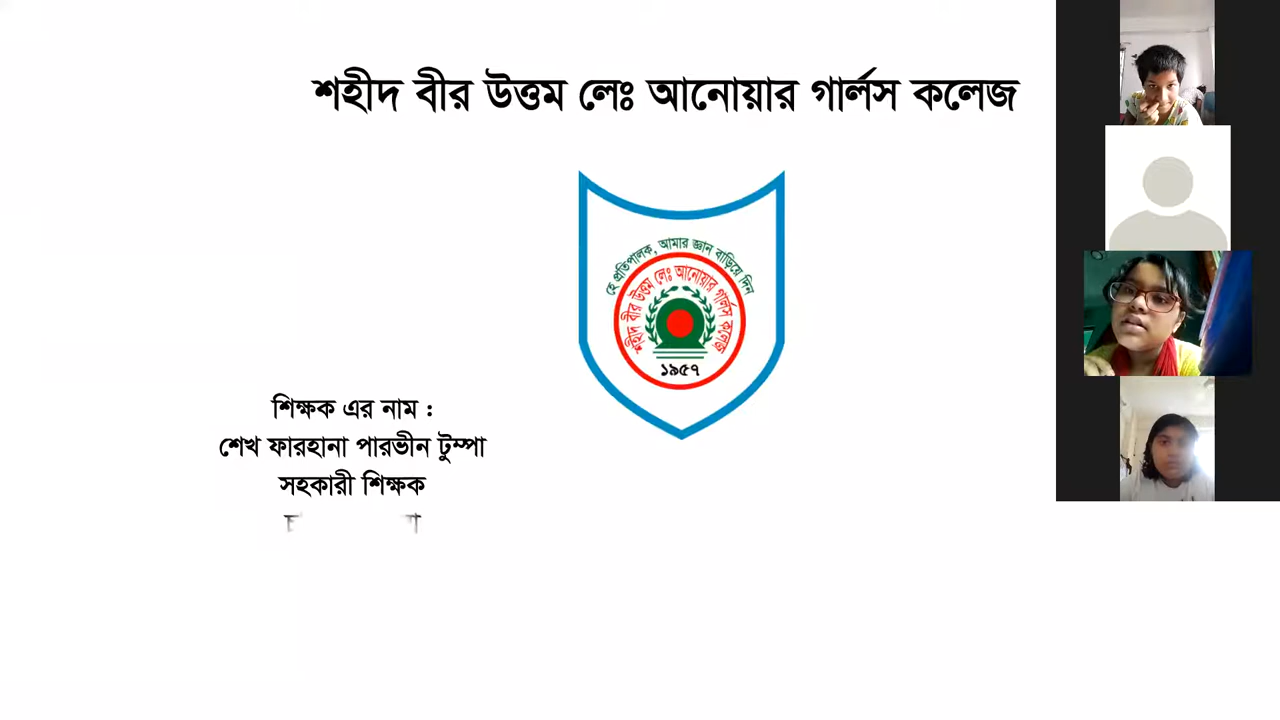 শহীদ বীর উত্তম লেঃ আনোয়ার গার্লস কলেজ
হে প্রতিপালক, আমার জ্ঞান বাড়িয়ে দিন
শহীদ বীর উত্তম লেঃ আনোয়ার গার্লস কলেজ
১৯৫৭
শিক্ষক এর নাম :
শেখ ফারহানা পারভীন টুম্পা
সহকারী শিক্ষক